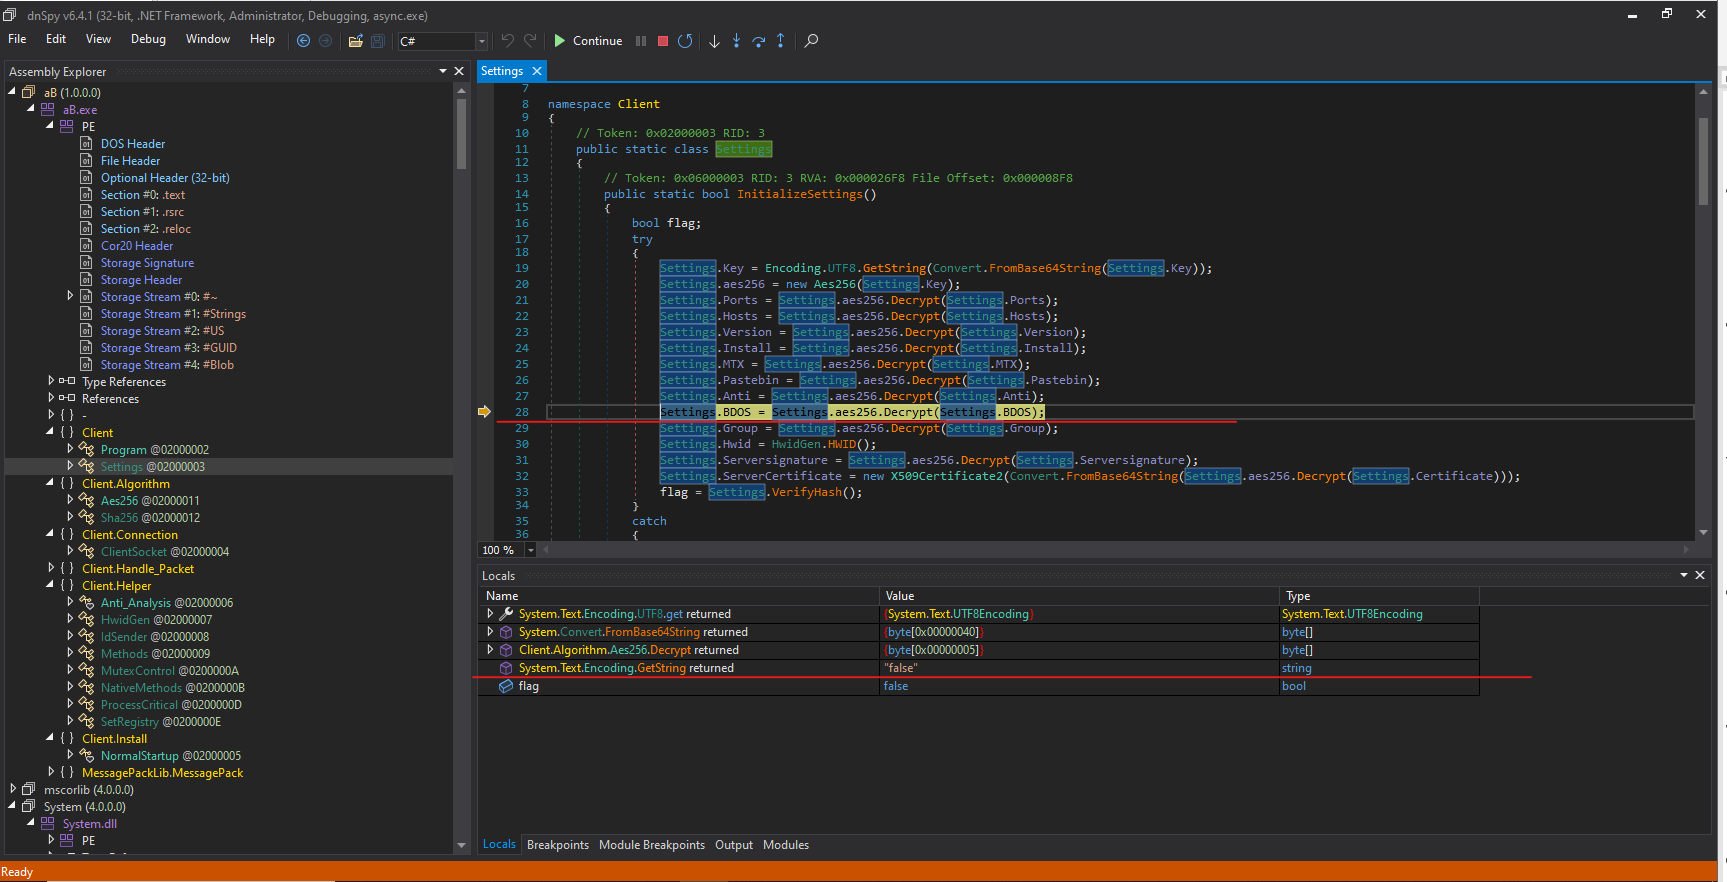 dnSpy v6.4.1 (32-bit, .NET Framework, Administrator, Debugging, async.exe)
File Edit View Debug Window Help C# Continue
Assembly Explorer
aB (1.0.0.0)
aB.exe
PE
DOS Header
File Header
Optional Header (32-bit)
Section #0: .text
Section #1: .rsrc
Section #2: .reloc
Cor20 Header
Storage Signature
Storage Header
Storage Stream #0: #~
Storage Stream #1: #Strings
Storage Stream #2: #US
Storage Stream #3: #GUID
Storage Stream #4: #Blob
Type References
References
{ } -
{ } Client
Program @02000002
Settings @02000003
{ } Client.Algorithm
Aes256 @02000011
Sha256 @02000012
{ } Client.Connection
ClientSocket @02000004
{ } Client.Handle_Packet
{ } Client.Helper
Anti_Analysis @02000006
HwidGen @02000007
IdSender @02000008
Methods @02000009
MutexControl @0200000A
NativeMethods @0200000B
ProcessCritical @0200000D
SetRegistry @0200000E
{ } Client.Install
NormalStartup @02000005
{ } MessagePackLib.MessagePack
mscorlib (4.0.0.0)
System (4.0.0.0)
System.dll
PE
Settings
7
8 namespace Client
9 {
10 // Token: 0x02000003 RID: 3
11 public static class Settings
12 {
13 // Token: 0x06000003 RID: 3 RVA: 0x000026F8 File Offset: 0x000008F8
14 public static bool InitializeSettings()
15 {
16 bool flag;
17 try
18 {
19 Settings.Key = Encoding.UTF8.GetString(Convert.FromBase64String(Settings.Key));
20 Settings.aes256 = new Aes256(Settings.Key);
21 Settings.Ports = Settings.aes256.Decrypt(Settings.Ports);
22 Settings.Hosts = Settings.aes256.Decrypt(Settings.Hosts);
23 Settings.Version = Settings.aes256.Decrypt(Settings.Version);
24 Settings.Install = Settings.aes256.Decrypt(Settings.Install);
25 Settings.MTX = Settings.aes256.Decrypt(Settings.MTX);
26 Settings.Pastebin = Settings.aes256.Decrypt(Settings.Pastebin);
27 Settings.Anti = Settings.aes256.Decrypt(Settings.Anti);
28 Settings.BDOS = Settings.aes256.Decrypt(Settings.BDOS);
29 Settings.Group = Settings.aes256.Decrypt(Settings.Group);
30 Settings.Hwid = HwidGen.HWID();
31 Settings.Serversignature = Settings.aes256.Decrypt(Settings.Serversignature);
32 Settings.ServerCertificate = new X509Certificate2(Convert.FromBase64String(Settings.aes256.Decrypt(Settings.Certificate)));
33 flag = Settings.VerifyHash();
34 }
35 catch
36 {
100 %
Locals
Name Value Type
System.Text.Encoding.UTF8.get returned {System.Text.UTF8Encoding} System.Text.UTF8Encoding
System.Convert.FromBase64String returned {byte[0x00000040]} byte[]
Client.Algorithm.Aes256.Decrypt returned {byte[0x00000005]} byte[]
System.Text.Encoding.GetString returned "false" string
flag false bool
Locals Breakpoints Module Breakpoints Output Modules
Ready